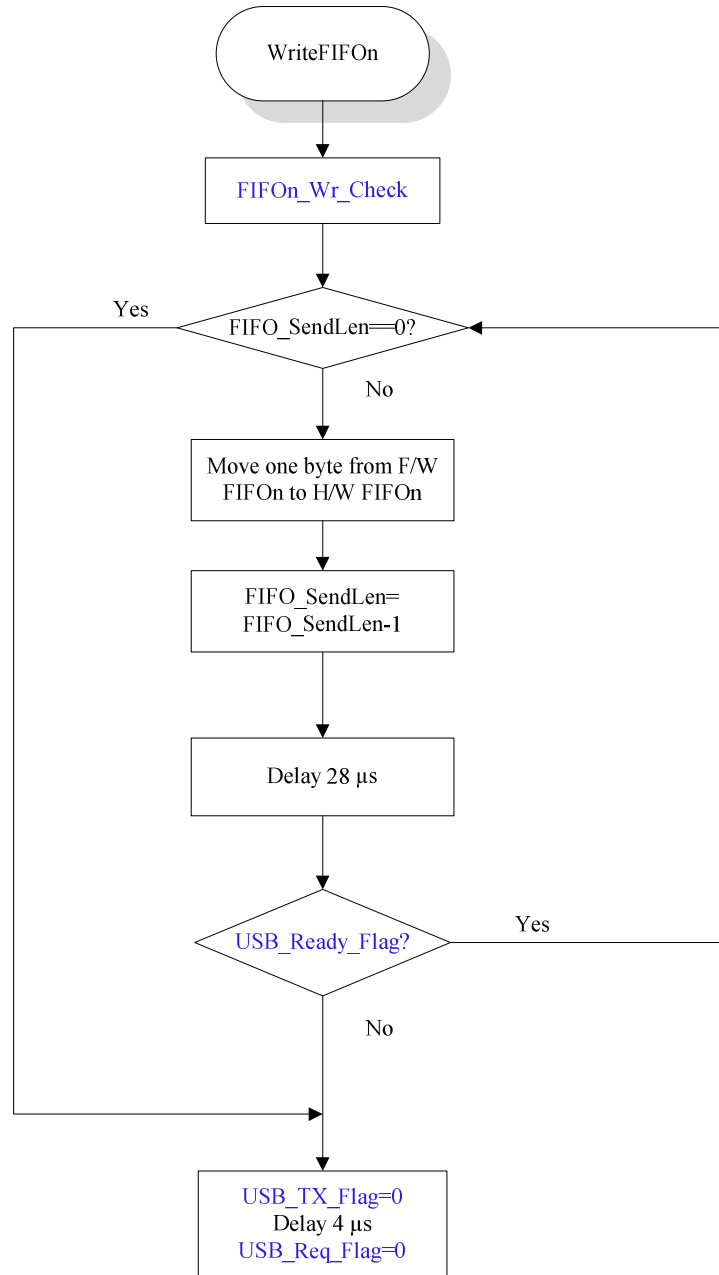 WriteFIFOn
FIFOn_Wr_Check
Yes
FIFO_SendLen==0?
No
Move one byte from F/W
FIFOn to H/W FIFOn
FIFO_SendLen=
FIFO_SendLen-1
Delay 28 µs
USB_Ready_Flag?
Yes
No
USB_TX_Flag=0
Delay 4 µs
USB_Req_Flag=0